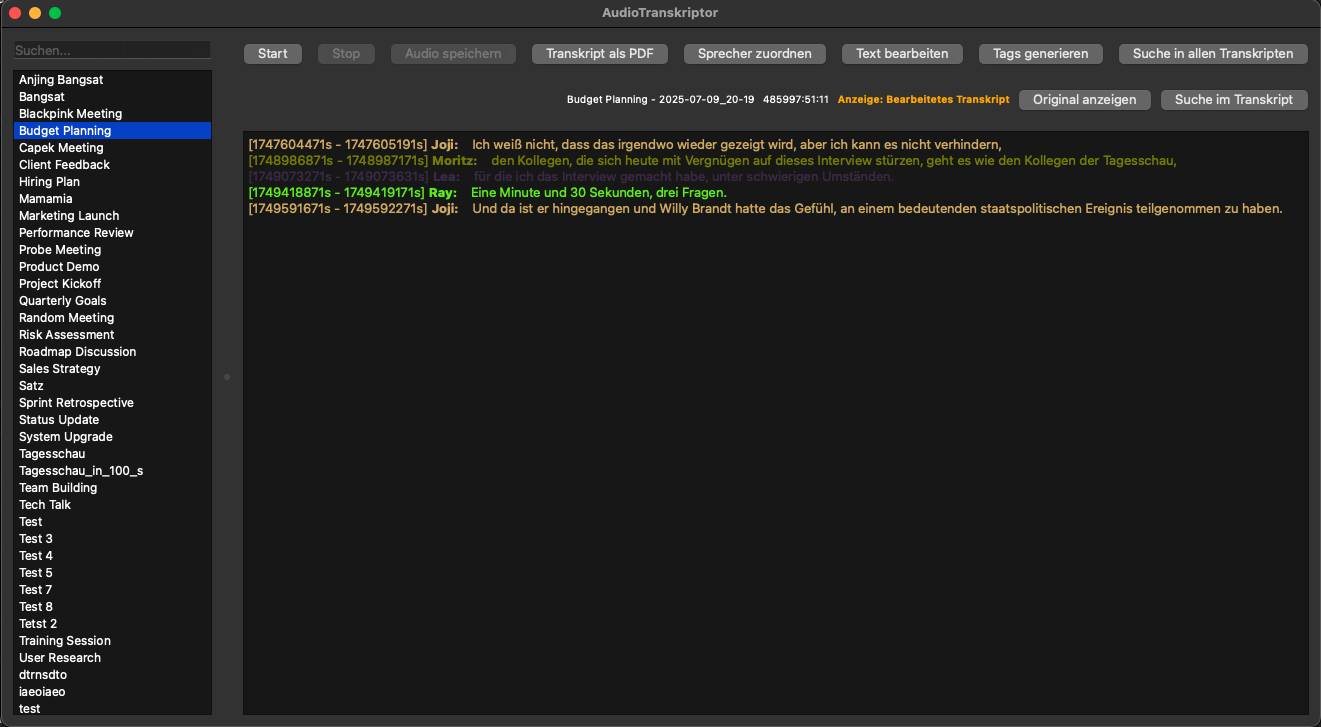 AudioTranskriptor
Suchen...
Start Stop Audio speichern Transkript als PDF Sprecher zuordnen Text bearbeiten Tags generieren Suche in allen Transkripten
Budget Planning - 2025-07-09_20-19 485997:51:11 Anzeige: Bearbeitetes Transkript Original anzeigen Suche im Transkript
Anjing Bangsat
Bangsat
Blackpink Meeting
Budget Planning
Capek Meeting
Client Feedback
Hiring Plan
Mamamia
Marketing Launch
Performance Review
Probe Meeting
Product Demo
Project Kickoff
Quarterly Goals
Random Meeting
Risk Assessment
Roadmap Discussion
Sales Strategy
Satz
Sprint Retrospective
Status Update
System Upgrade
Tagesschau
Tagesschau_in_100_s
Team Building
Tech Talk
Test
Test 3
Test 4
Test 5
Test 7
Test 8
Tetst 2
Training Session
User Research
dtrnsdto
iaeoiaeo
test
[1747604471s - 1747605191s] Joji: Ich weiß nicht, dass das irgendwo wieder gezeigt wird, aber ich kann es nicht verhindern,
[1748986871s - 1748987171s] Moritz: den Kollegen, die sich heute mit Vergnügen auf dieses Interview stürzen, geht es wie den Kollegen der Tagesschau,
[1749073271s - 1749073631s] Lea: für die ich das Interview gemacht habe, unter schwierigen Umständen.
[1749418871s - 1749419171s] Ray: Eine Minute und 30 Sekunden, drei Fragen.
[1749591671s - 1749592271s] Joji: Und da ist er hingegangen und Willy Brandt hatte das Gefühl, an einem bedeutenden staatspolitischen Ereignis teilgenommen zu haben.